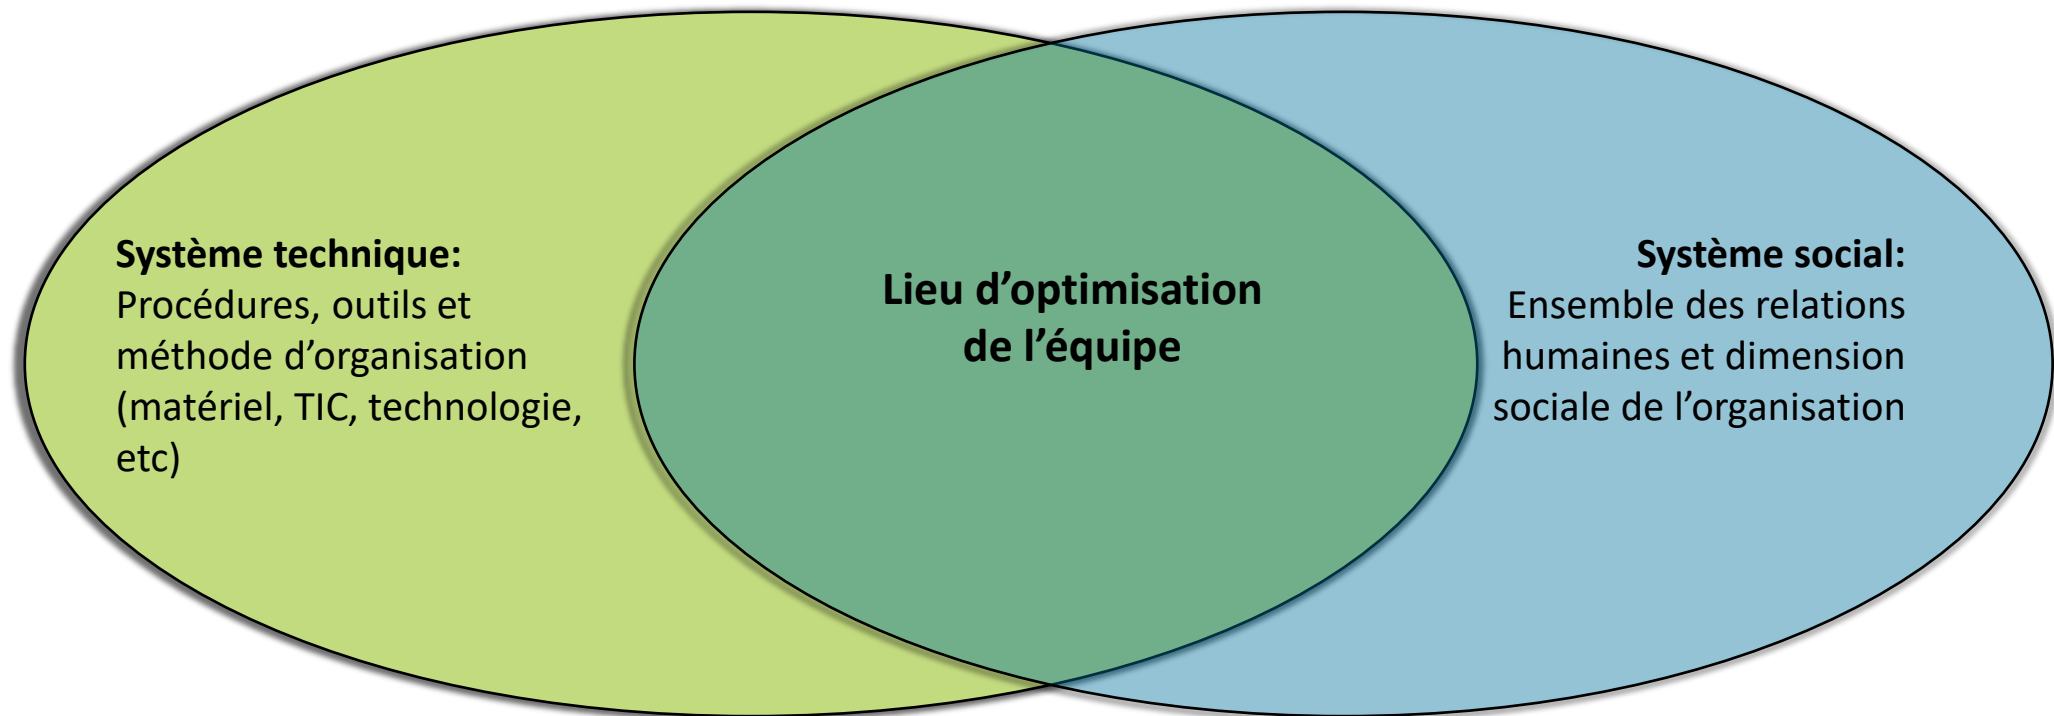 Système technique:
Procédures, outils et
méthode d’organisation
(matériel, TIC, technologie,
etc)
Lieu d’optimisation
de l’équipe
Système social:
Ensemble des relations
humaines et dimension
sociale de l’organisation